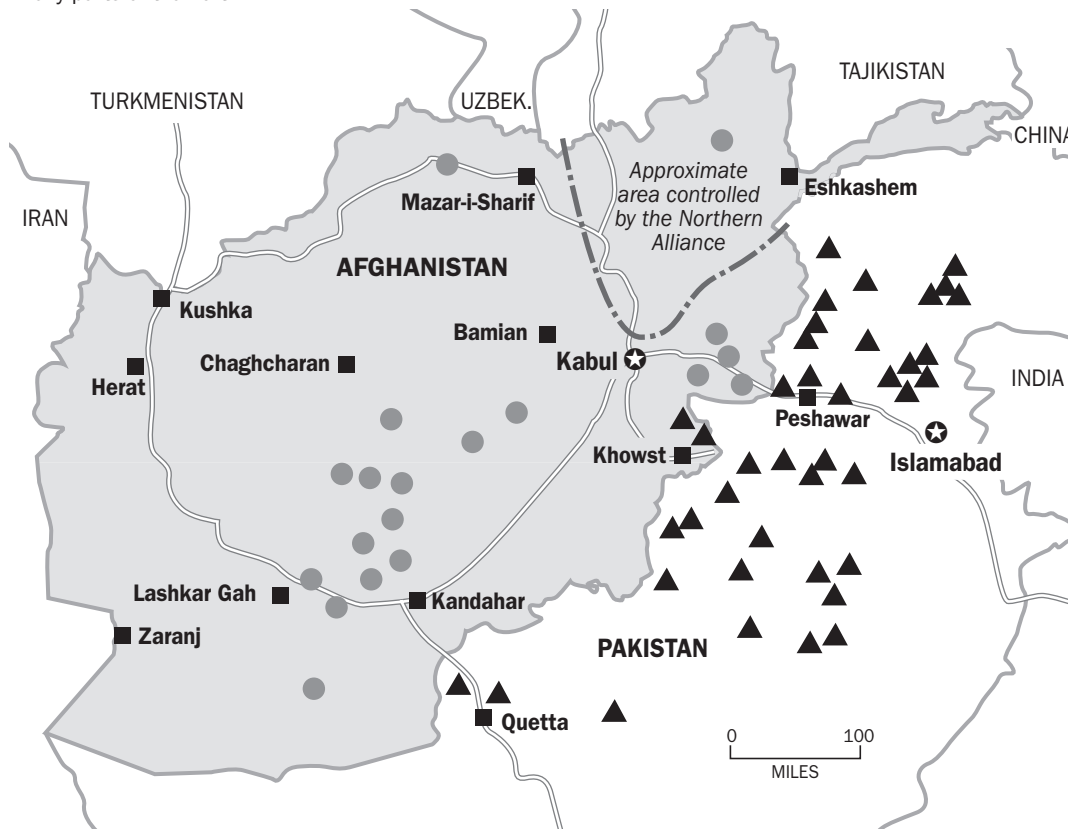 TAJIKISTAN
TURKMENISTAN
UZBEK.
CHINA
Approximate
area controlled
by the Northern
Alliance
Eshkashem
Mazar-i-Sharif
IRAN
AFGHANISTAN
Kushka
Bamian
Kabul
Chaghcharan
INDIA
Herat
Peshawar
Khowst
Islamabad
Lashkar Gah
Kandahar
Zaranj
PAKISTAN
Quetta
0 100
MILES